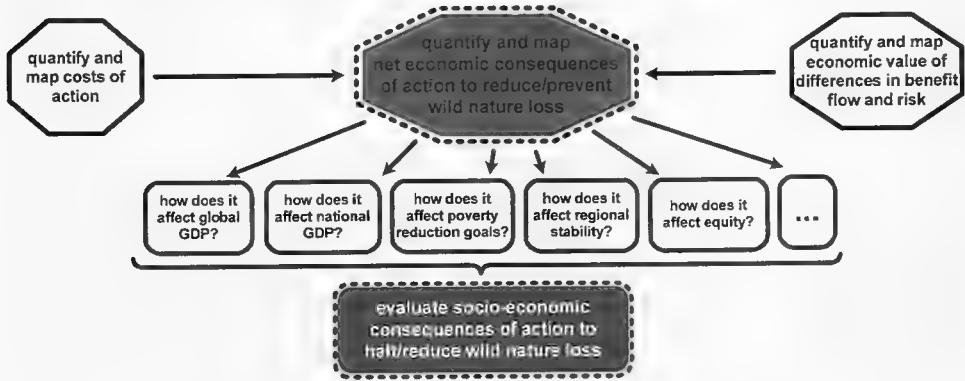 quantify and
map costs of
action
quantify and map
net economic consequences
of action to reduce/prevent
wild nature loss
quantify and map
economic value of
differences in benefit
flow and risk
how does it
affect global
GDP?
how does it
affect national
GDP?
how does it
affect poverty
reduction goals?
how does it
affect regional
stability?
how does it
affect equity?
...
evaluate socio-economic
consequences of action to
halt/reduce wild nature loss